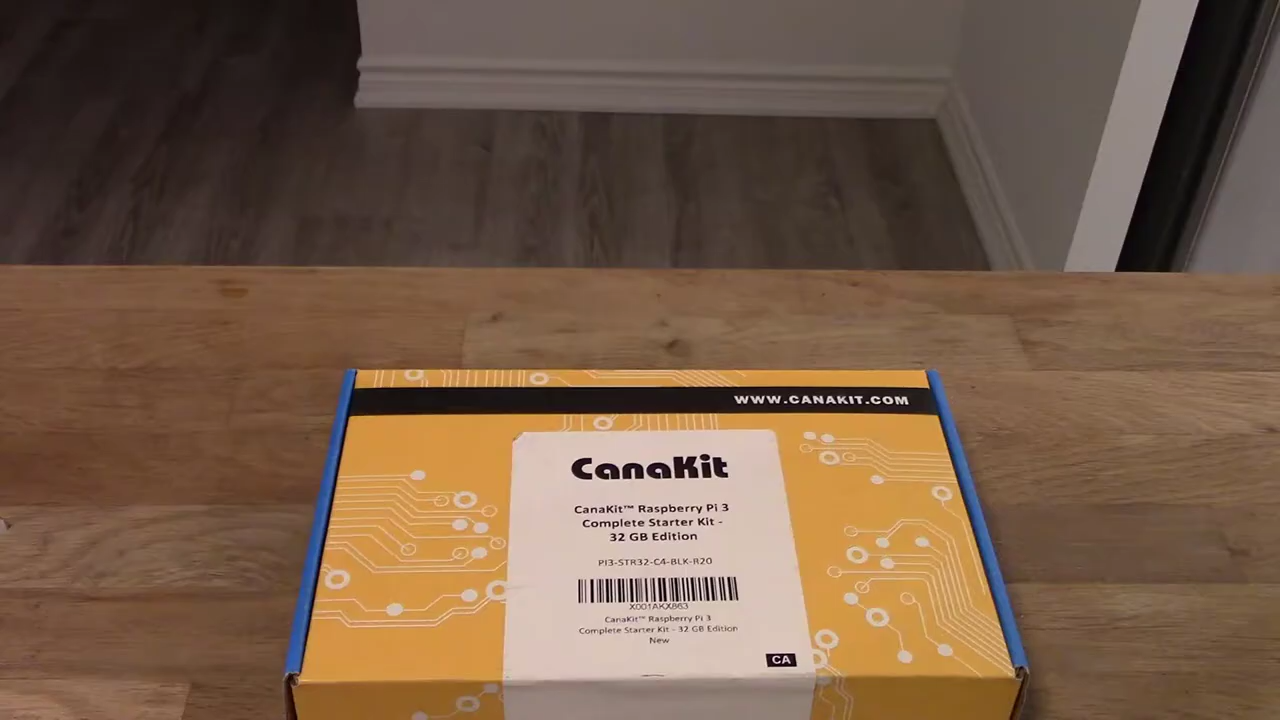 WWW.CANAKIT.COM
CanaKit
CanaKit™ Raspberry Pi 3
Complete Starter Kit -
32 GB Edition
PI3-STR32-C4-BLK-R20
X001AKX863
CanaKit™ Raspberry Pi 3
Complete Starter Kit - 32 GB Edition
New
CA